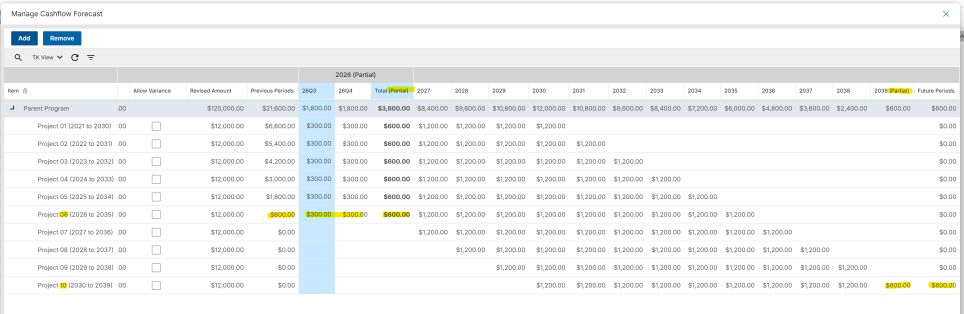 Manage Cashflow Forecast
Add Remove
TK View
2026 (Partial)
Item Allow Variance Revised Amount Previous Periods 26Q3 26Q4 Total (Partial) 2027 2028 2029 2030 2031 2032 2033 2034 2035 2036 2037 2038 2039 (Partial) Future Periods
Parent Program .00 $120,000.00 $21,600.00 $1,800.00 $1,800.00 $3,600.00 $8,400.00 $9,600.00 $10,800.00 $12,000.00 $10,800.00 $9,600.00 $8,400.00 $7,200.00 $6,000.00 $4,800.00 $3,600.00 $2,400.00 $600.00 $600.00
Project 01 (2021 to 2030) .00 $12,000.00 $6,600.00 $300.00 $300.00 $600.00 $1,200.00 $1,200.00 $1,200.00 $1,200.00 $0.00
Project 02 (2022 to 2031) .00 $12,000.00 $5,400.00 $300.00 $300.00 $600.00 $1,200.00 $1,200.00 $1,200.00 $1,200.00 $1,200.00 $0.00
Project 03 (2023 to 2032) .00 $12,000.00 $4,200.00 $300.00 $300.00 $600.00 $1,200.00 $1,200.00 $1,200.00 $1,200.00 $1,200.00 $1,200.00 $0.00
Project 04 (2024 to 2033) .00 $12,000.00 $3,000.00 $300.00 $300.00 $600.00 $1,200.00 $1,200.00 $1,200.00 $1,200.00 $1,200.00 $1,200.00 $1,200.00 $0.00
Project 05 (2025 to 2034) .00 $12,000.00 $1,800.00 $300.00 $300.00 $600.00 $1,200.00 $1,200.00 $1,200.00 $1,200.00 $1,200.00 $1,200.00 $1,200.00 $1,200.00 $0.00
Project 06 (2026 to 2035) .00 $12,000.00 $600.00 $300.00 $300.00 $600.00 $1,200.00 $1,200.00 $1,200.00 $1,200.00 $1,200.00 $1,200.00 $1,200.00 $1,200.00 $1,200.00 $0.00
Project 07 (2027 to 2036) .00 $12,000.00 $0.00 $1,200.00 $1,200.00 $1,200.00 $1,200.00 $1,200.00 $1,200.00 $1,200.00 $1,200.00 $1,200.00 $1,200.00 $0.00
Project 08 (2028 to 2037) .00 $12,000.00 $0.00 $1,200.00 $1,200.00 $1,200.00 $1,200.00 $1,200.00 $1,200.00 $1,200.00 $1,200.00 $1,200.00 $1,200.00 $0.00
Project 09 (2029 to 2038) .00 $12,000.00 $0.00 $1,200.00 $1,200.00 $1,200.00 $1,200.00 $1,200.00 $1,200.00 $1,200.00 $1,200.00 $1,200.00 $1,200.00 $0.00
Project 10 (2030 to 2039) .00 $12,000.00 $0.00 $1,200.00 $1,200.00 $1,200.00 $1,200.00 $1,200.00 $1,200.00 $1,200.00 $1,200.00 $1,200.00 $600.00 $600.00